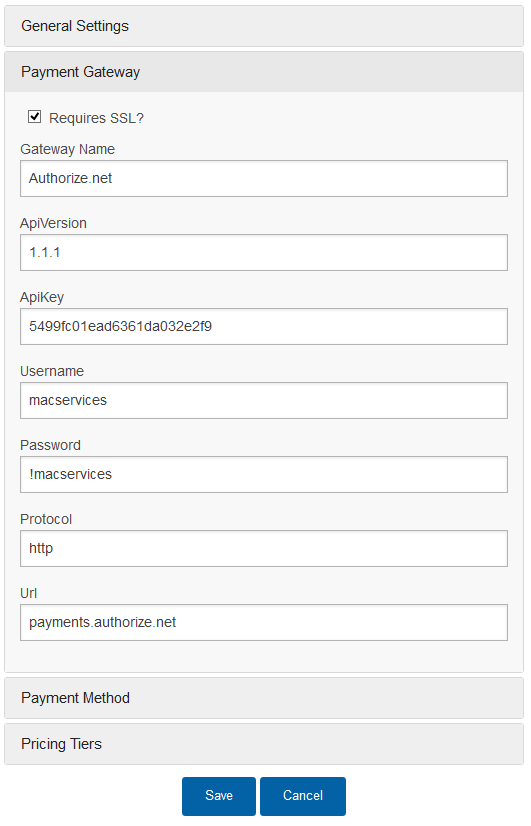 General Settings
Payment Gateway
Requires SSL?
Gateway Name
Authorize.net
ApiVersion
1.1.1
ApiKey
5499fc01ead6361da032e2f9
Username
macservices
Password
!macservices
Protocol
http
Url
payments.authorize.net
Payment Method
Pricing Tiers
Save Cancel